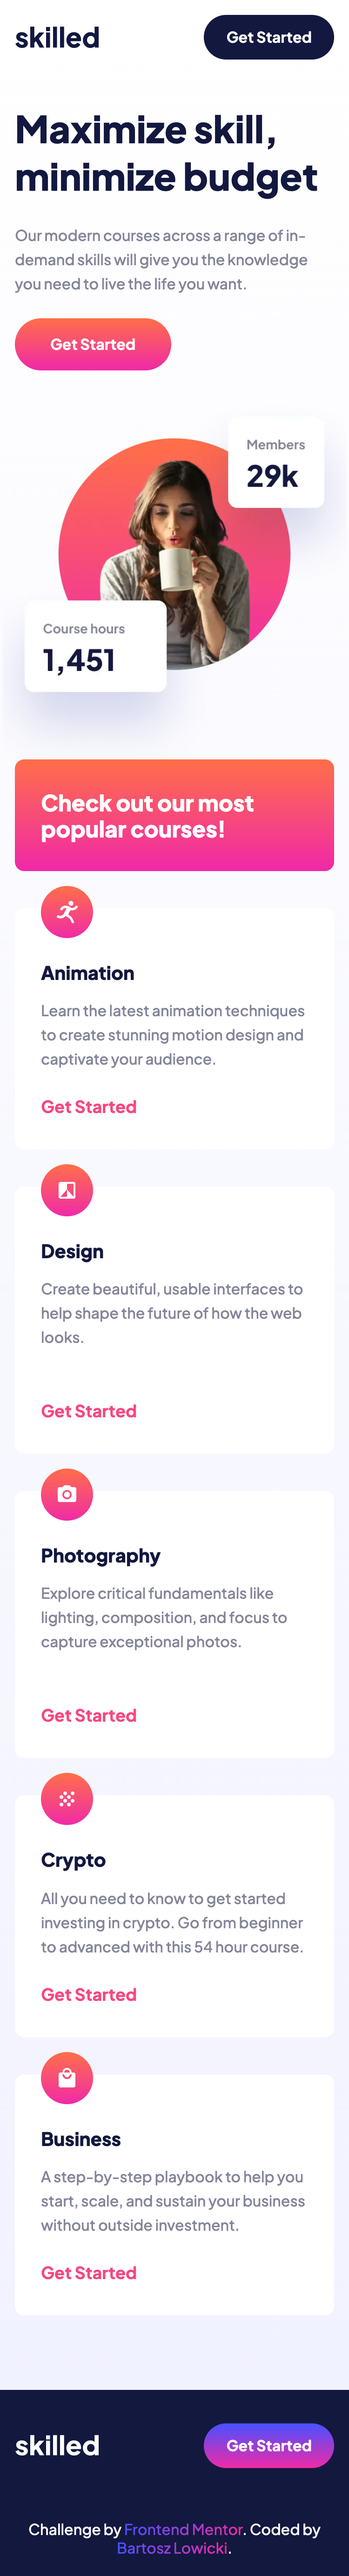 skilled
Get Started
Maximize skill,
minimize budget
Our modern courses across a range of in-
demand skills will give you the knowledge
you need to live the life you want.
Get Started
Members
29k
Course hours
1,451
Check out our most
popular courses!
Animation
Learn the latest animation techniques
to create stunning motion design and
captivate your audience.
Get Started
Design
Create beautiful, usable interfaces to
help shape the future of how the web
looks.
Get Started
Photography
Explore critical fundamentals like
lighting, composition, and focus to
capture exceptional photos.
Get Started
Crypto
All you need to know to get started
investing in crypto. Go from beginner
to advanced with this 54 hour course.
Get Started
Business
A step-by-step playbook to help you
start, scale, and sustain your business
without outside investment.
Get Started
skilled
Get Started
Challenge by Frontend Mentor. Coded by
Bartosz Lowicki.